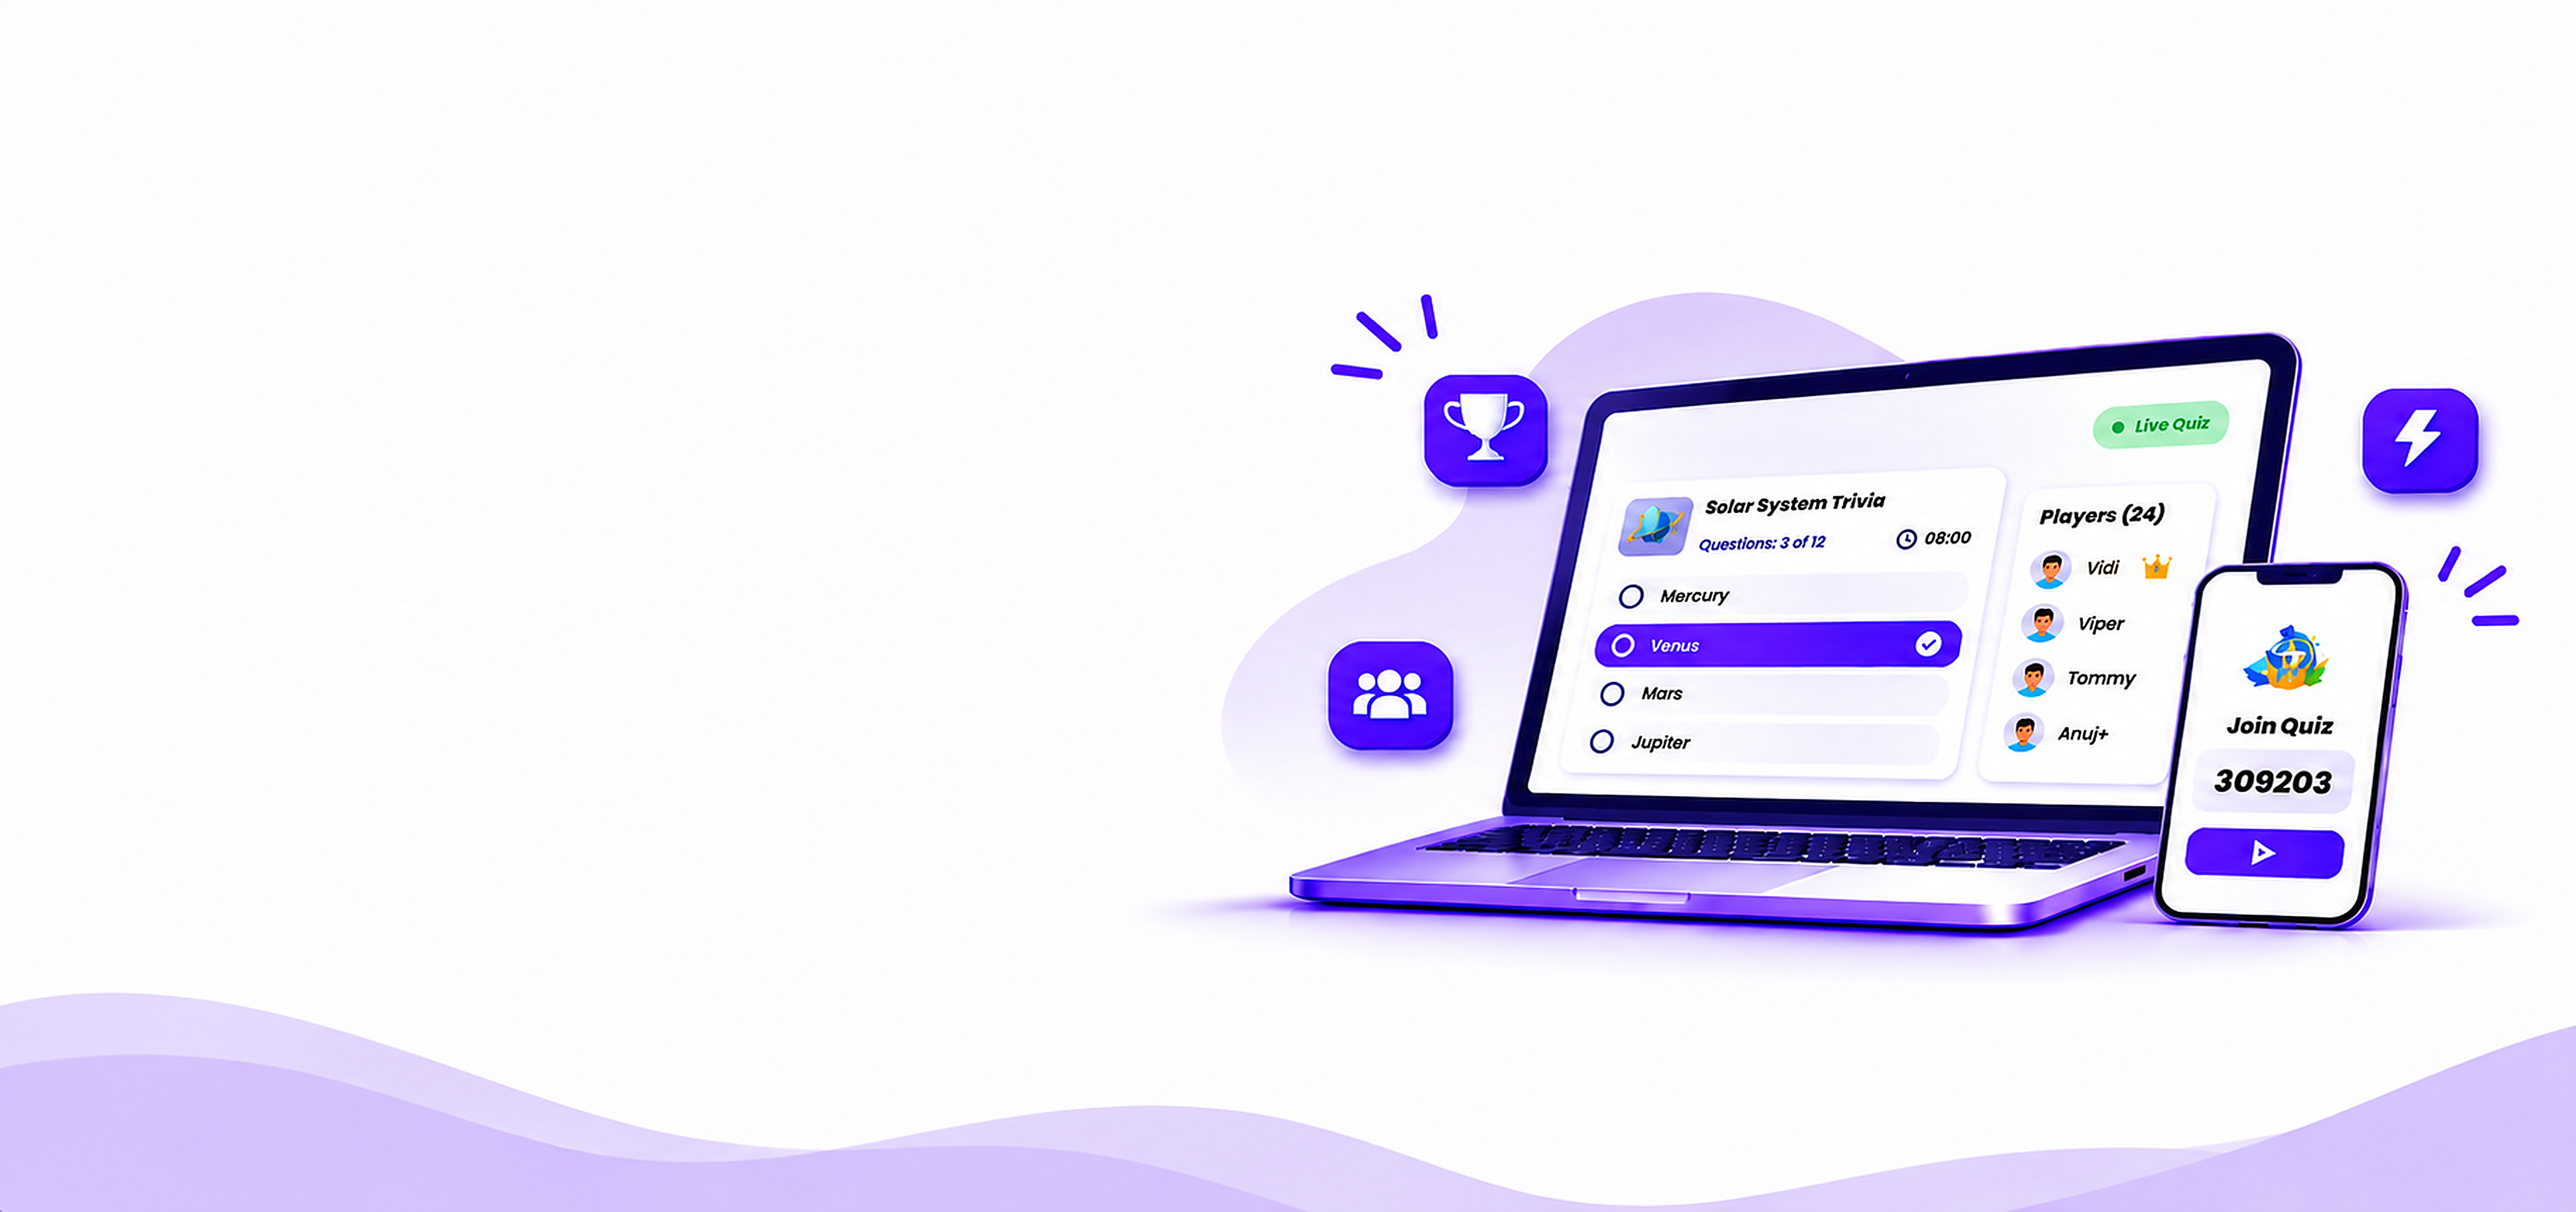 Live Quiz
Solar System Trivia
Questions: 3 of 12
08:00
Mercury
Venus
Mars
Jupiter
Players (24)
Vidi
Viper
Tommy
Anuj+
Join Quiz
309203